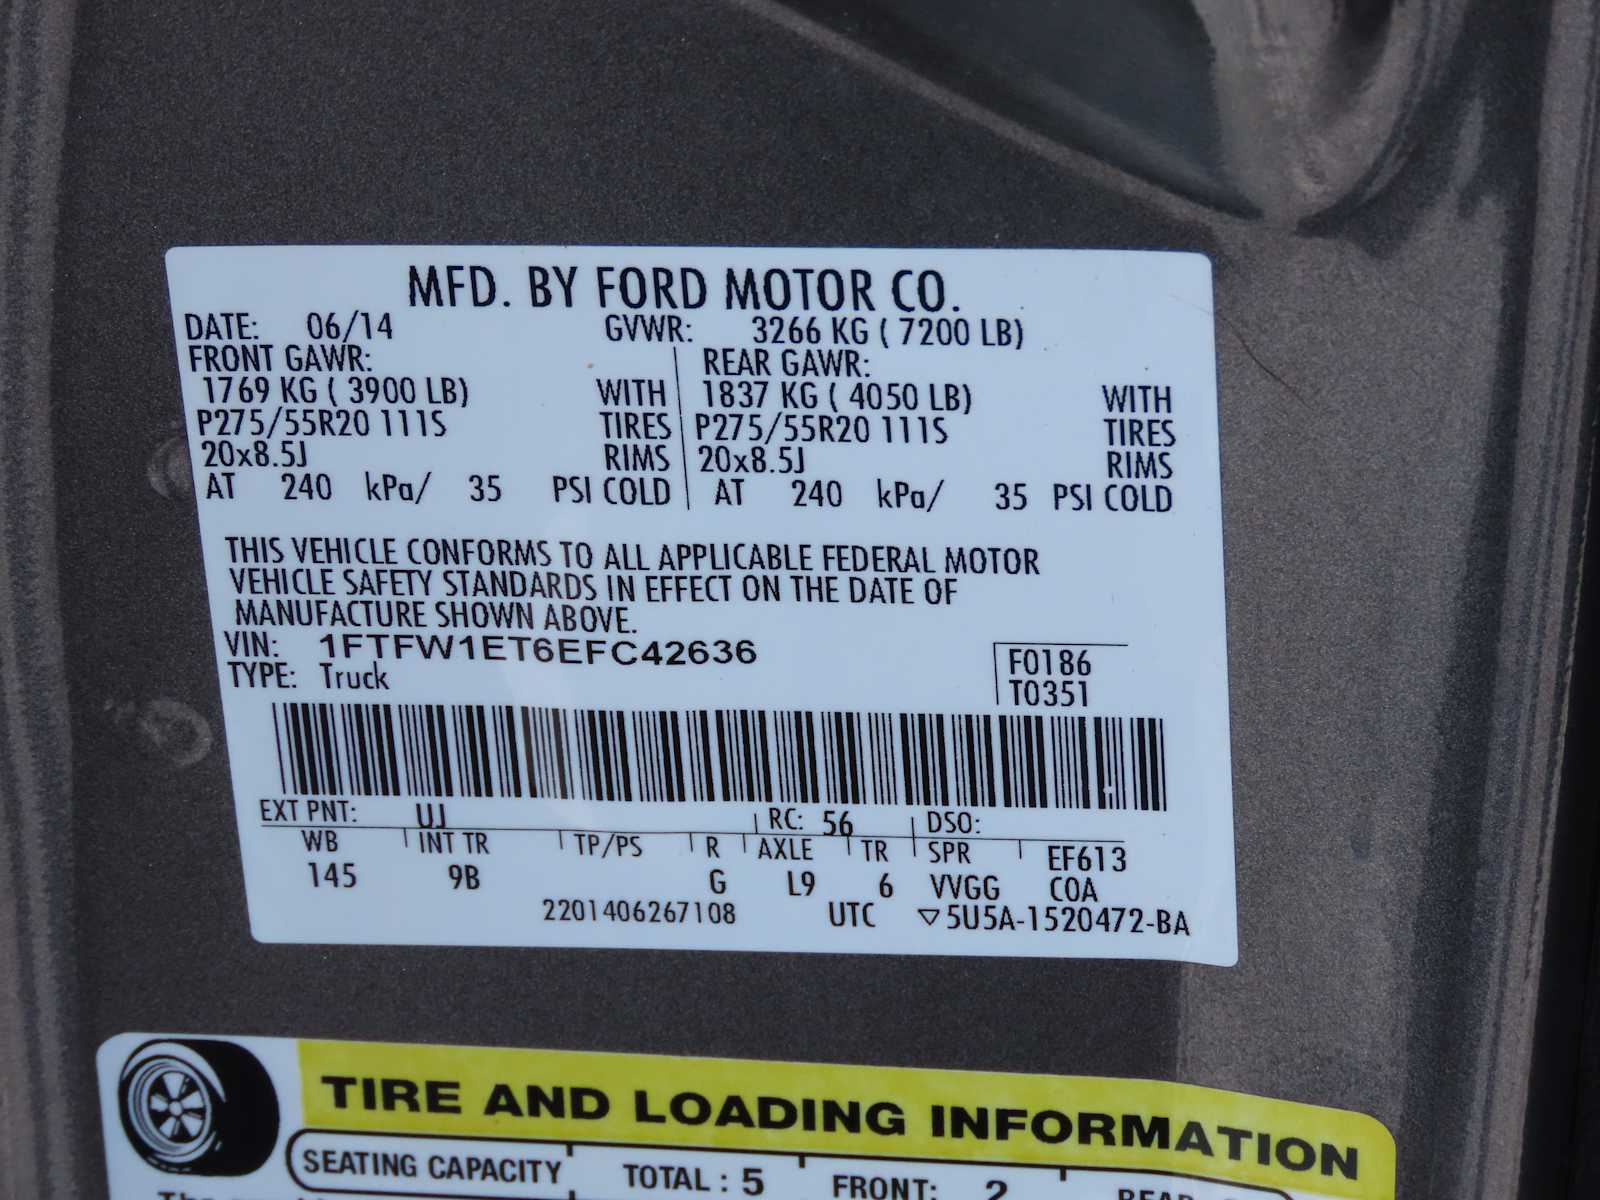 MFD. BY FORD MOTOR CO.
DATE: 06/14 GVWR: 3266 KG ( 7200 LB)
FRONT GAWR: REAR GAWR:
1769 KG ( 3900 LB) WITH 1837 KG ( 4050 LB) WITH
P275/55R20 111S TIRES P275/55R20 111S TIRES
20x8.5J RIMS 20x8.5J RIMS
AT 240 kPa/ 35 PSI COLD AT 240 kPa/ 35 PSI COLD
THIS VEHICLE CONFORMS TO ALL APPLICABLE FEDERAL MOTOR
VEHICLE SAFETY STANDARDS IN EFFECT ON THE DATE OF
MANUFACTURE SHOWN ABOVE.
VIN: 1FTFW1ET6EFC42636 F0186
TYPE: Truck T0351
EXT PNT: UJ RC: 56 DSO:
WB INT TR TP/PS R AXLE TR SPR EF613
145 9B G L9 6 VVGG COA
2201406267108 UTC ▽5U5A-1520472-BA
TIRE AND LOADING INFORMATION
SEATING CAPACITY TOTAL : 5 FRONT: 2 REAR